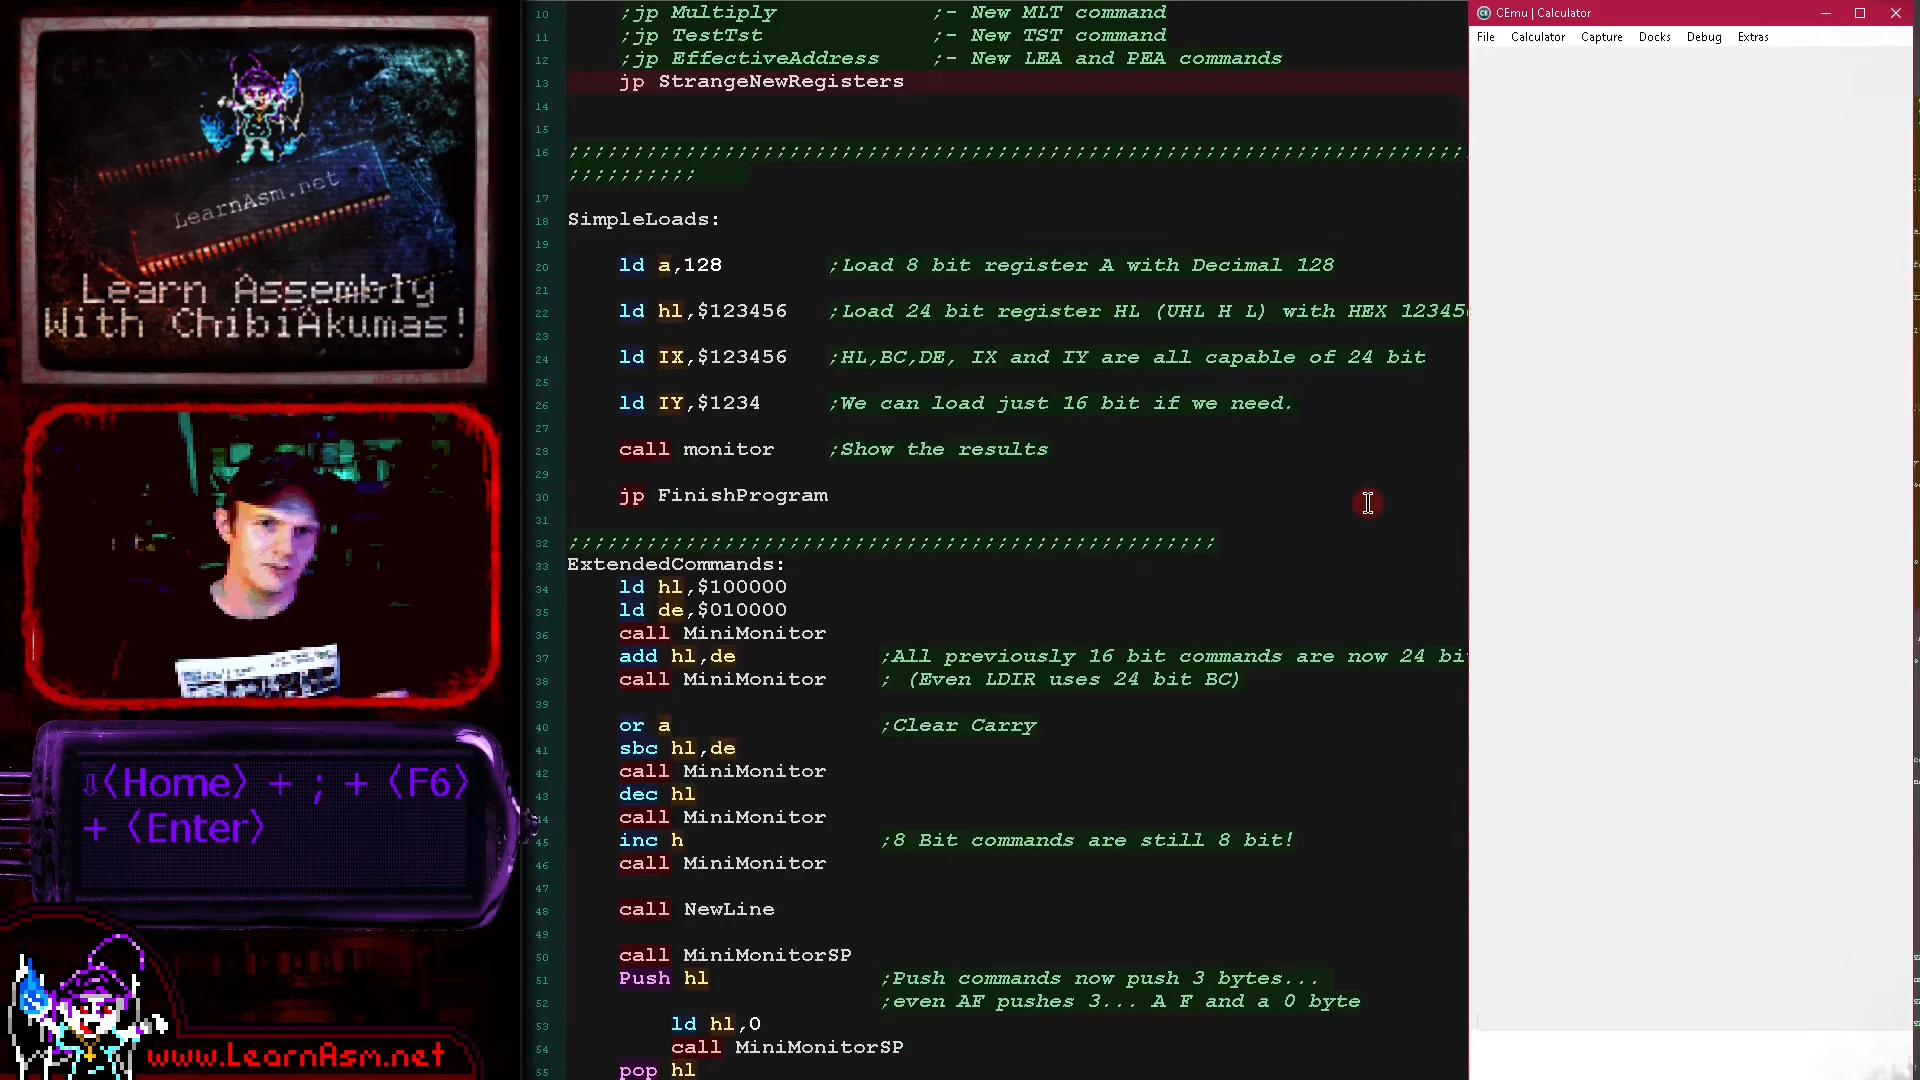 LearnAsm.net
Learn Assembly
With ChibiAkumas!
⇩〈Home〉 + ; + 〈F6〉
+ 〈Enter〉
www.LearnAsm.net
10 ;jp Multiply ;- New MLT command
11 ;jp TestTst ;- New TST command
12 ;jp EffectiveAddress ;- New LEA and PEA commands
13 jp StrangeNewRegisters
14
15
16 ;;;;;;;;;;;;;;;;;;;;;;;;;;;;;;;;;;;;;;;;;;;;;;;;;;;;;;;;;;;;;;;;;;;;;
;;;;;;;;;;
17
18 SimpleLoads:
19
20 ld a,128 ;Load 8 bit register A with Decimal 128
21
22 ld hl,$123456 ;Load 24 bit register HL (UHL H L) with HEX 123456
23
24 ld IX,$123456 ;HL,BC,DE, IX and IY are all capable of 24 bit
25
26 ld IY,$1234 ;We can load just 16 bit if we need.
27
28 call monitor ;Show the results
29
30 jp FinishProgram
31
32 ;;;;;;;;;;;;;;;;;;;;;;;;;;;;;;;;;;;;;;;;;;;;;;;;;;
33 ExtendedCommands:
34 ld hl,$100000
35 ld de,$010000
36 call MiniMonitor
37 add hl,de ;All previously 16 bit commands are now 24 bi
38 call MiniMonitor ; (Even LDIR uses 24 bit BC)
39
40 or a ;Clear Carry
41 sbc hl,de
42 call MiniMonitor
43 dec hl
44 call MiniMonitor
45 inc h ;8 Bit commands are still 8 bit!
46 call MiniMonitor
47
48 call NewLine
49
50 call MiniMonitorSP
51 Push hl ;Push commands now push 3 bytes...
52 ;even AF pushes 3... A F and a 0 byte
53 ld hl,0
54 call MiniMonitorSP
55 pop hl
CEmu | Calculator
File Calculator Capture Docks Debug Extras